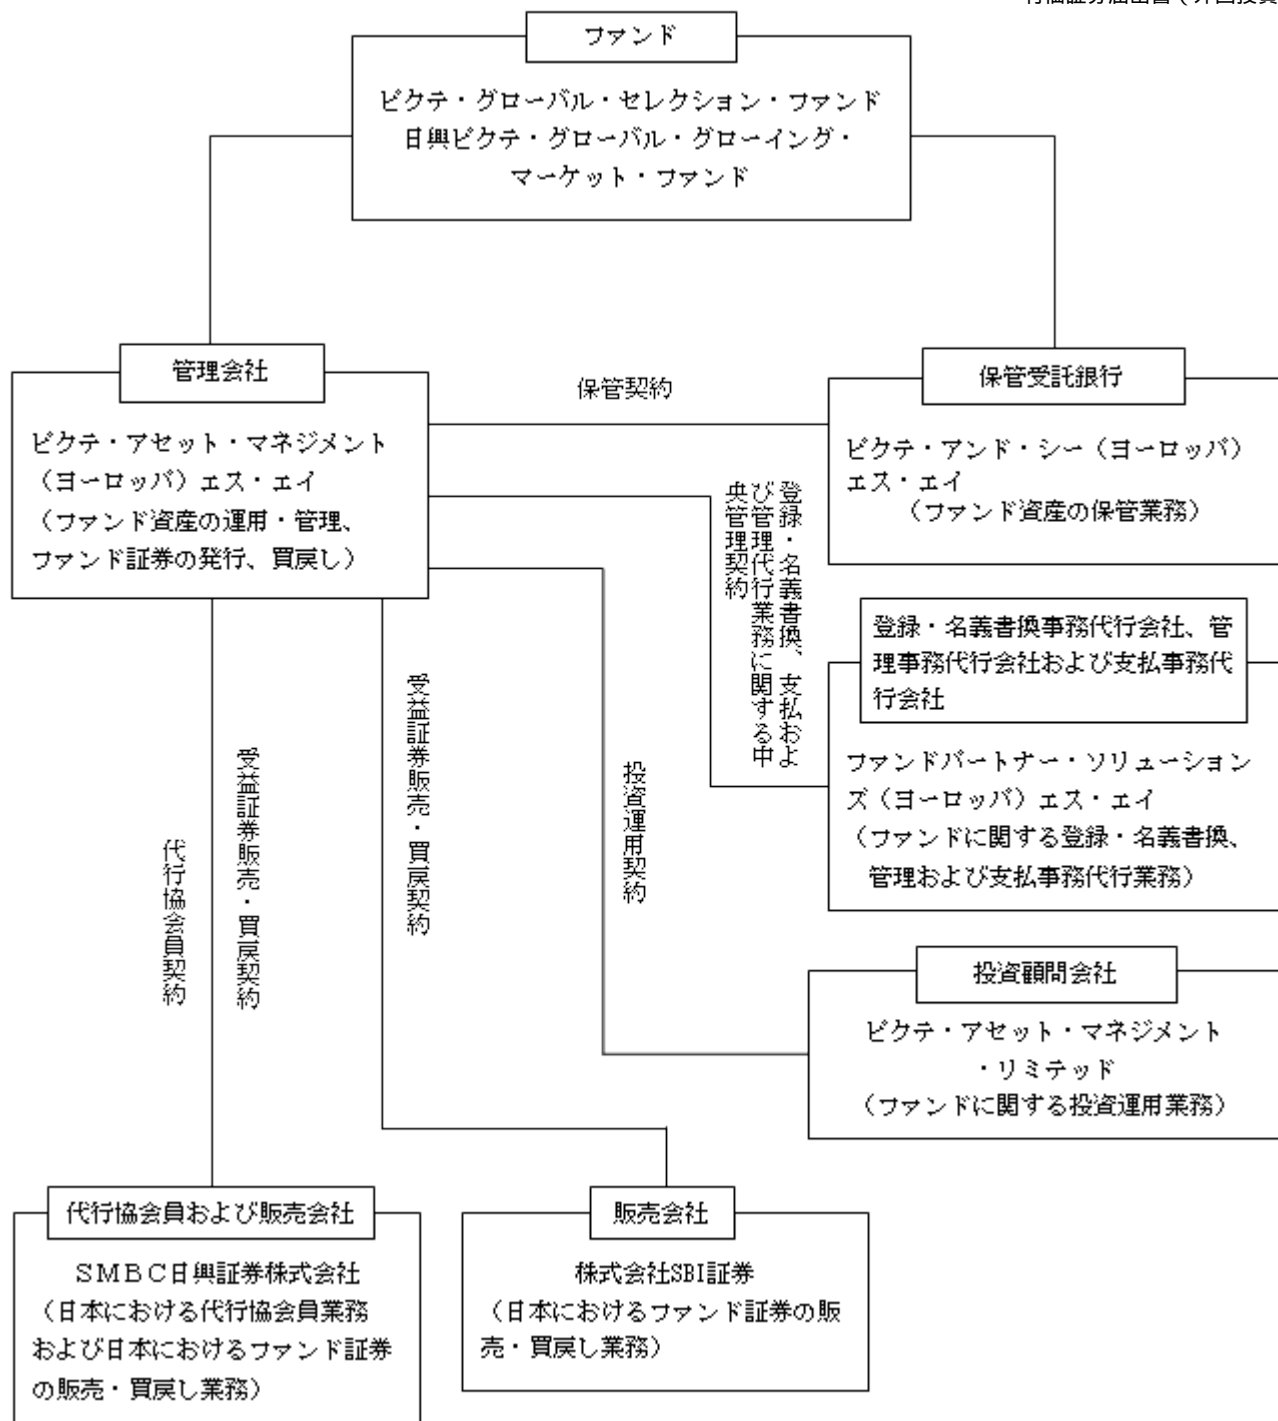 ファンド
ピクテ・グローバル・セレクション・ファンド
日興ピクテ・グローバル・グローイング・
マーケット・ファンド
管理会社
ピクテ・アセット・マネジメント
（ヨーロッパ）エス・エイ
（ファンド資産の運用・管理、
ファンド証券の発行、買戻し）
保管契約
保管受託銀行
ピクテ・アンド・シー（ヨーロッパ）
エス・エイ
（ファンド資産の保管業務）
登録・名義書換、支払およ
び管理代行業務に関する中
央管理契約
登録・名義書換事務代行会社、管
理事務代行会社および支払事務代
行会社
ファンドパートナー・ソリューション
ズ（ヨーロッパ）エス・エイ
（ファンドに関する登録・名義書換、
管理および支払事務代行業務）
代行協会員契約
受益証券販売・買戻契約
受益証券販売・買戻契約
投資運用契約
投資顧問会社
ピクテ・アセット・マネジメント
・リミテッド
（ファンドに関する投資運用業務）
代行協会員および販売会社
ＳＭＢＣ日興証券株式会社
（日本における代行協会員業務
および日本におけるファンド証券
の販売・買戻し業務）
販売会社
株式会社SBI証券
（日本におけるファンド証券の販
売・買戻し業務）